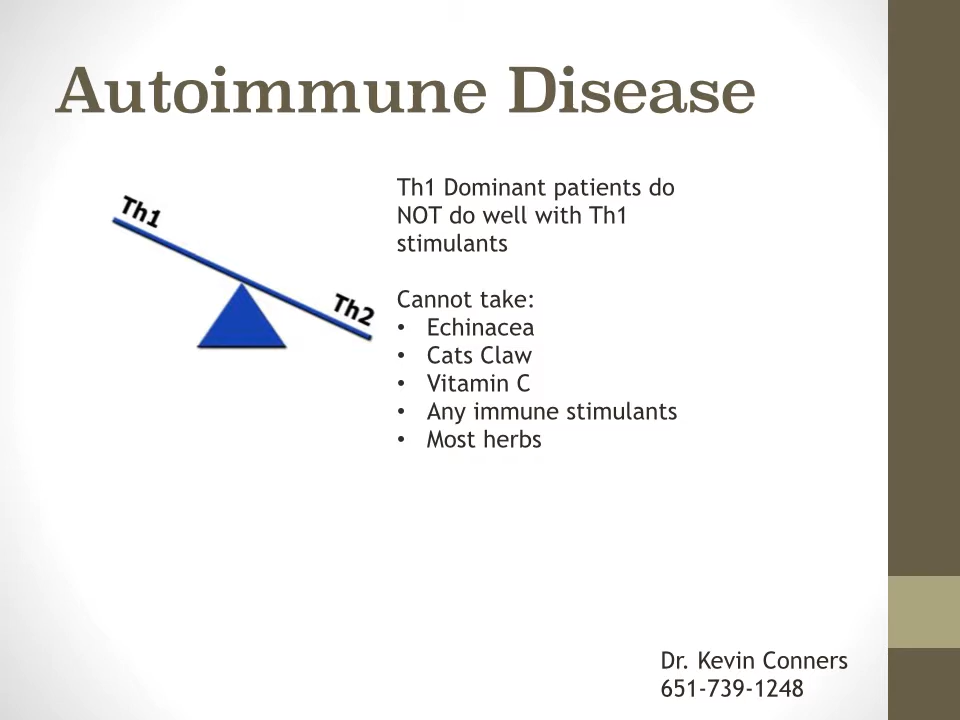 Autoimmune Disease
Th1
Th2
Th1 Dominant patients do
NOT do well with Th1
stimulants
Cannot take:
• Echinacea
• Cats Claw
• Vitamin C
• Any immune stimulants
• Most herbs
Dr. Kevin Conners
651-739-1248